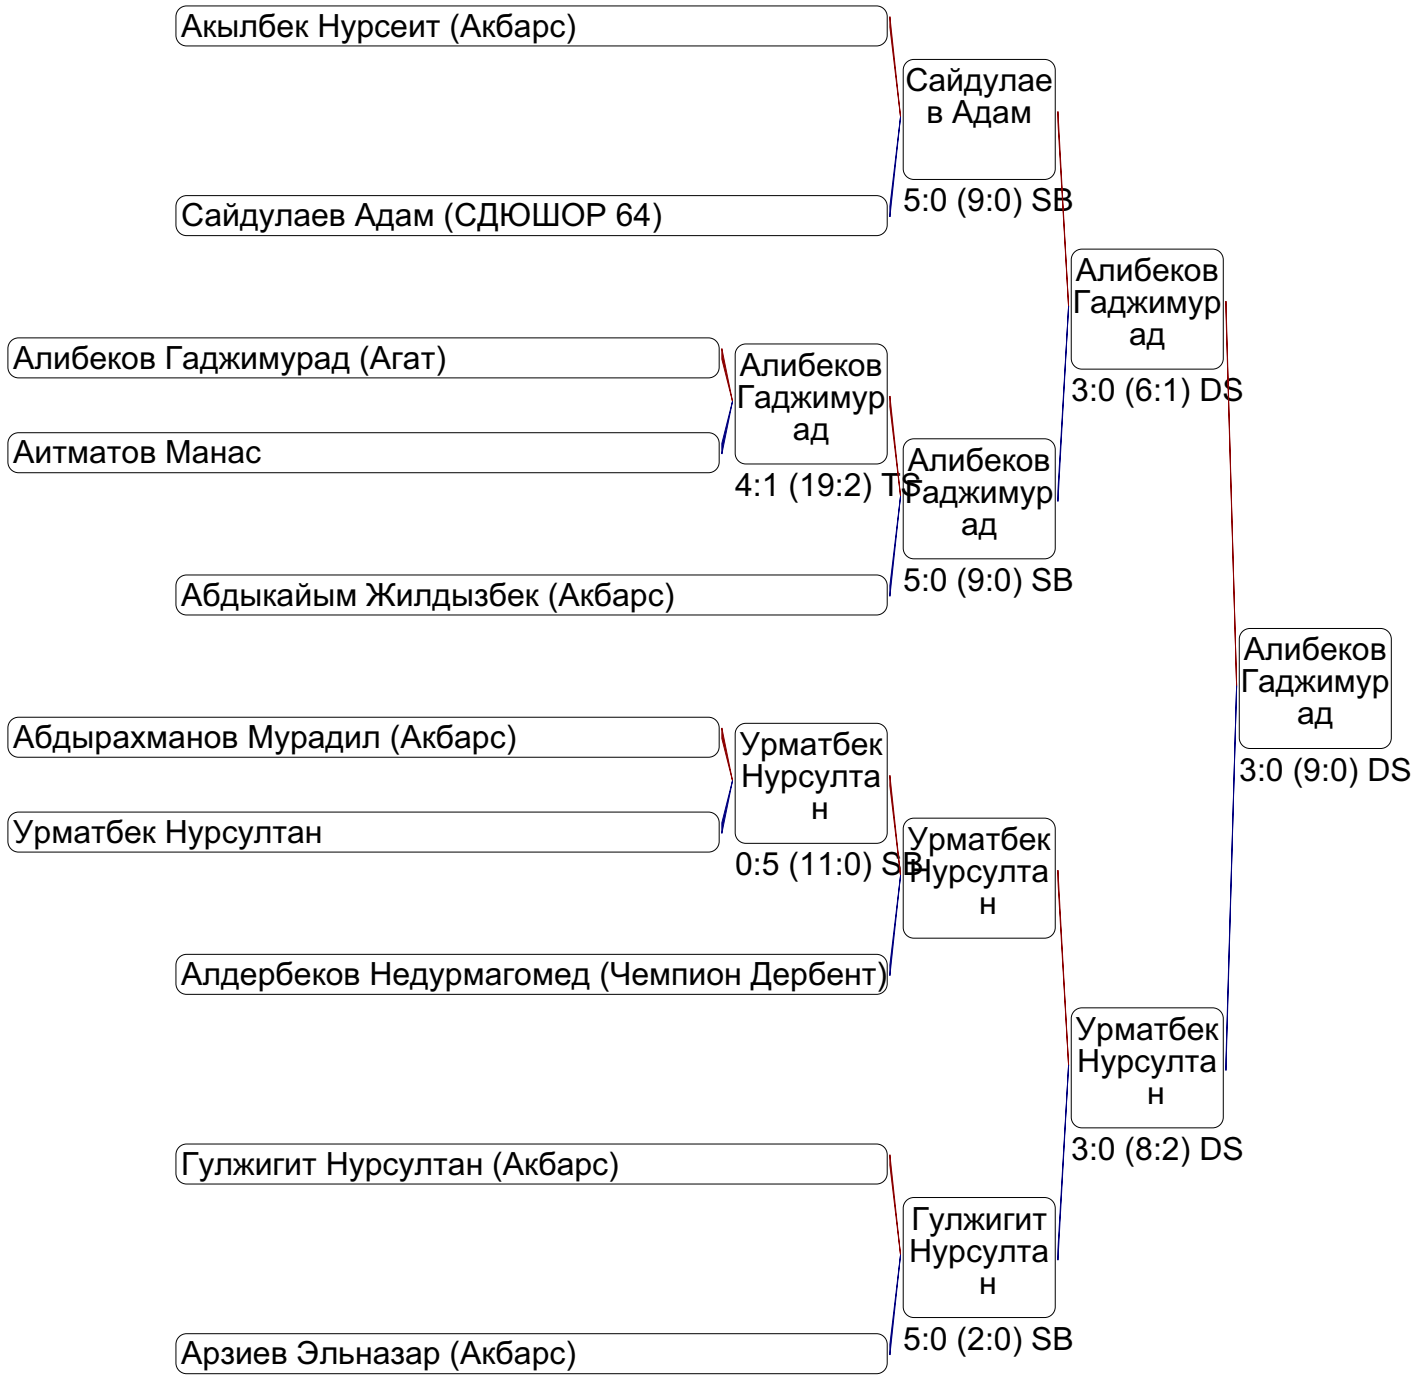 Акылбек Нурсеит (Акбарс)
Сайдулае
в Адам
5:0 (9:0) SB
Сайдулаев Адам (СДЮШОР 64)
Алибеков
Гаджимур
ад
3:0 (6:1) DS
Алибеков Гаджимурад (Агат)
Алибеков
Гаджимур
ад
4:1 (19:2) TS
Аитматов Манас
Алибеков
Гаджимур
ад
5:0 (9:0) SB
Абдыкайым Жилдызбек (Акбарс)
Алибеков
Гаджимур
ад
3:0 (9:0) DS
Абдырахманов Мурадил (Акбарс)
Урматбек
Нурсулта
н
0:5 (11:0) SB
Урматбек Нурсултан
Урматбек
Нурсулта
н
Алдербеков Недурмагомед (Чемпион Дербент)
Урматбек
Нурсулта
н
3:0 (8:2) DS
Гулжигит Нурсултан (Акбарс)
Гулжигит
Нурсулта
н
5:0 (2:0) SB
Арзиев Эльназар (Акбарс)